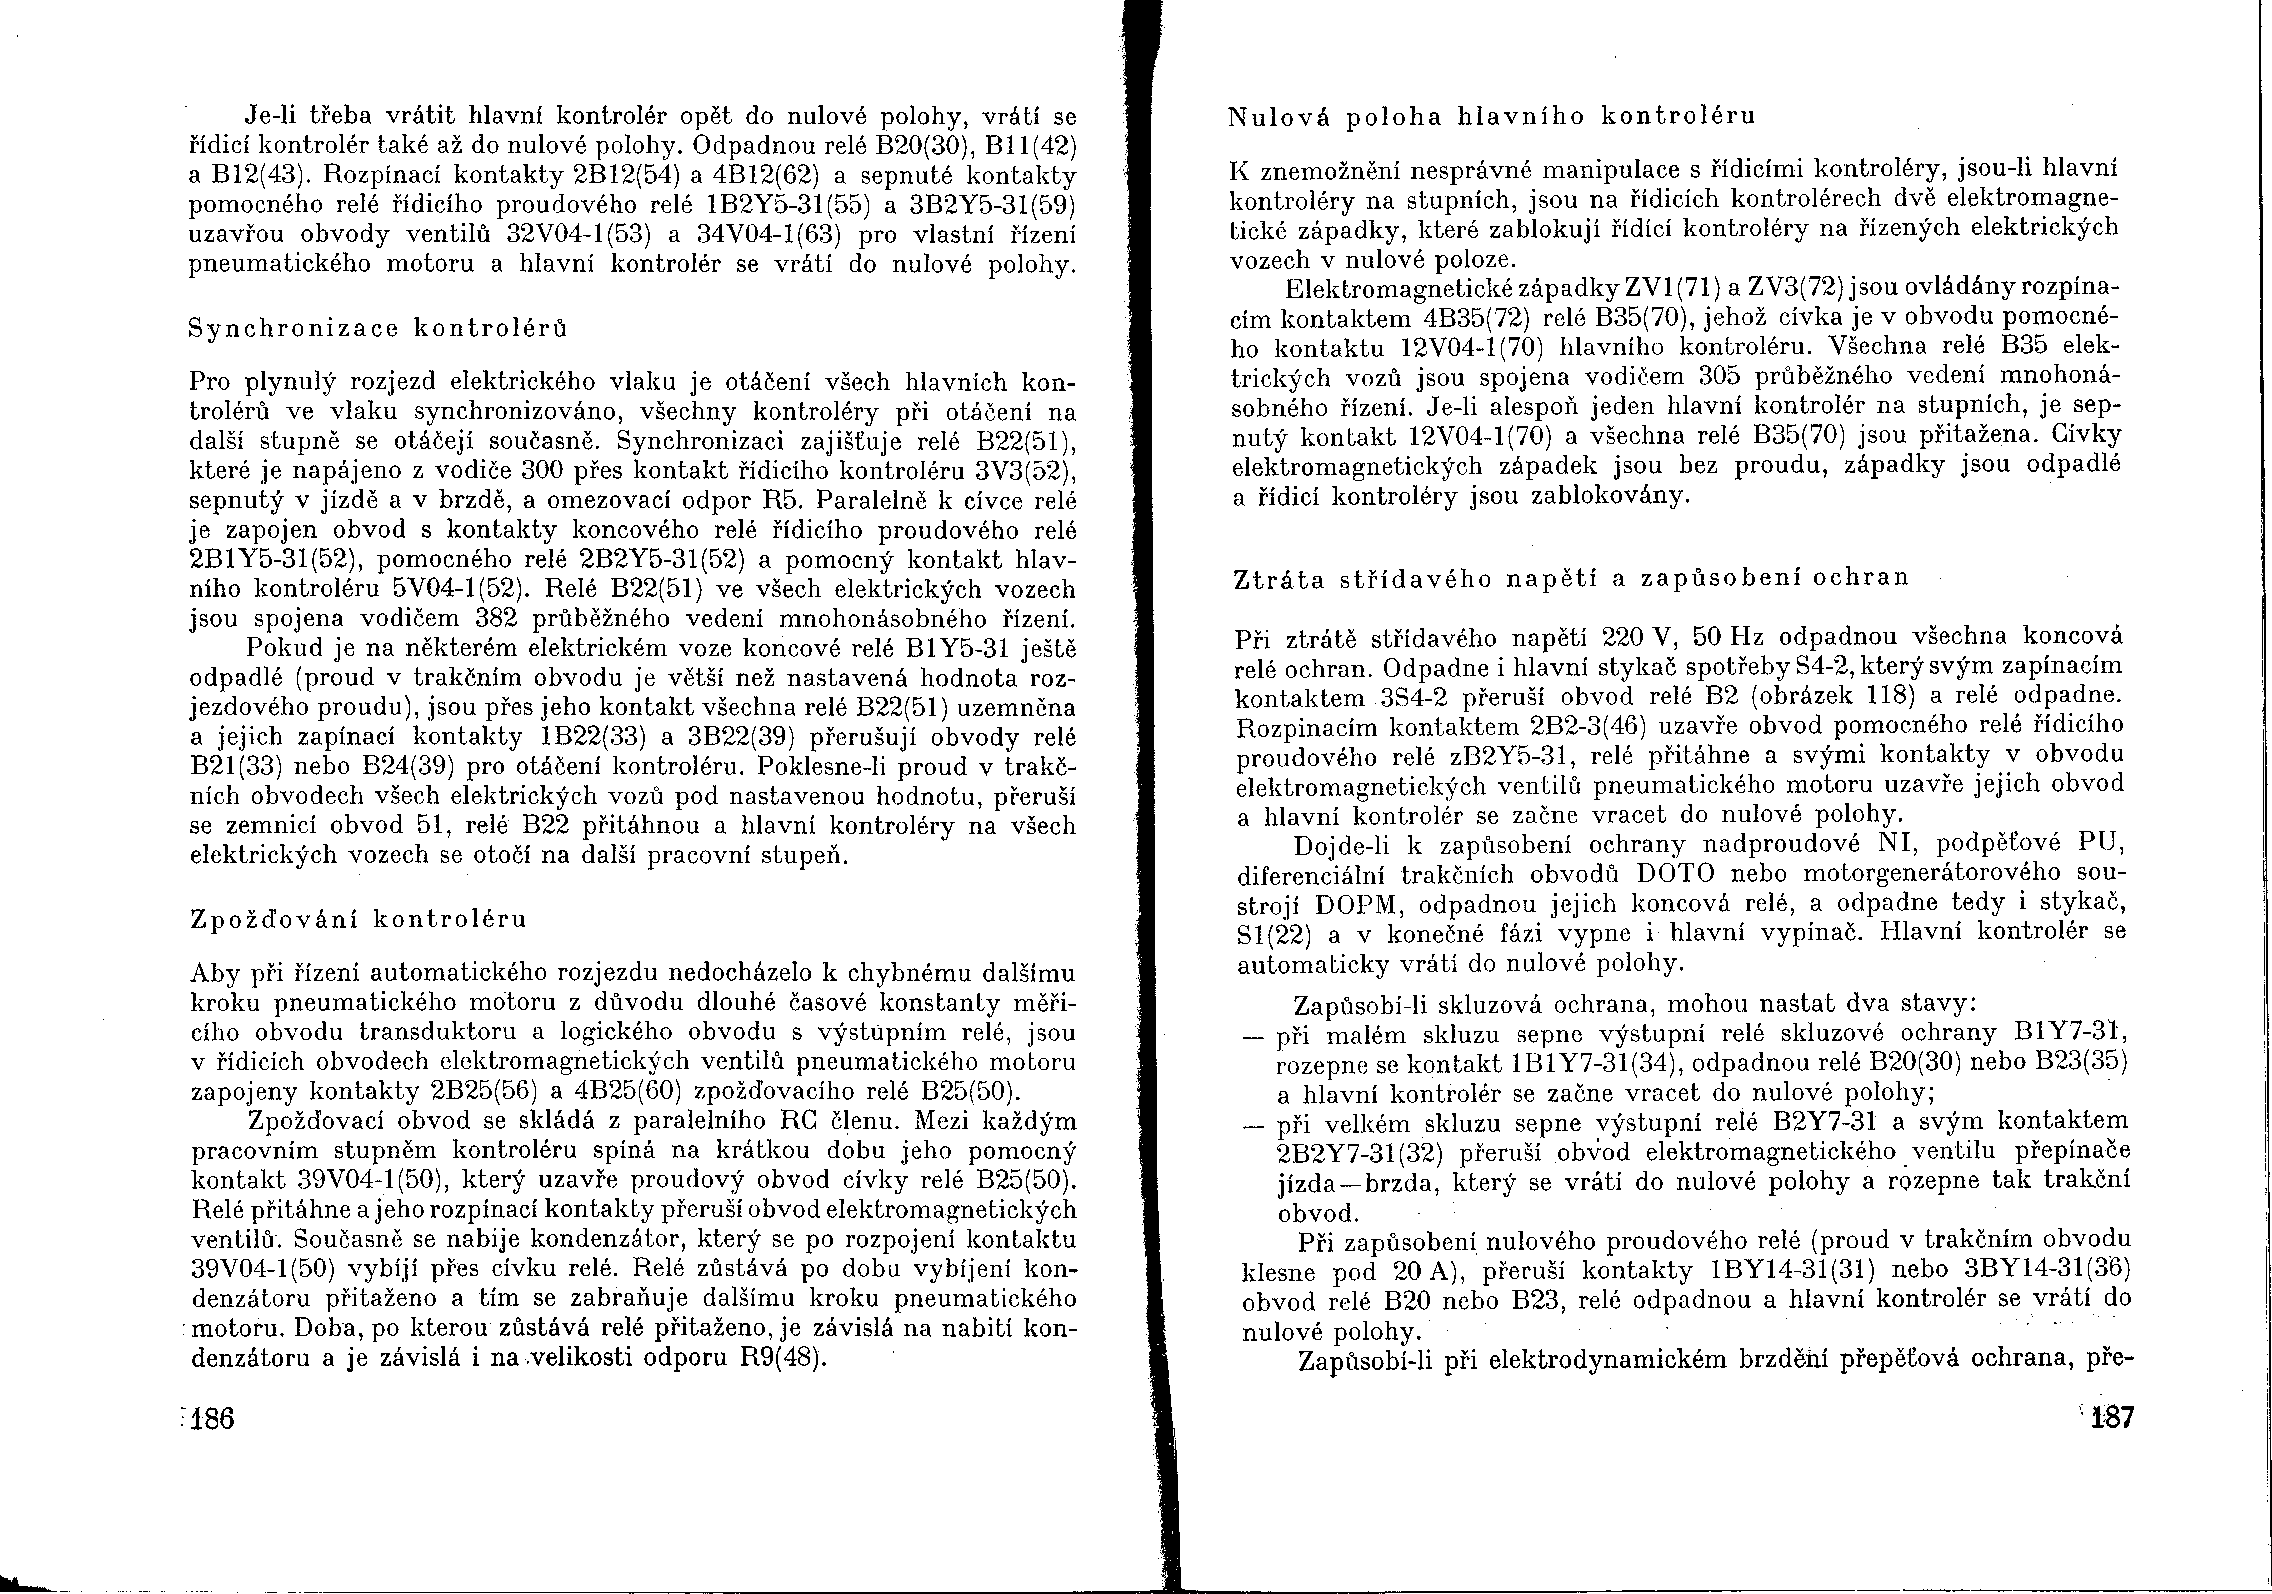 Je-li třeba vrátit hlavní kontrolér opět do nulové polohy, vrátí se
řídicí kontrolér také až do nulové polohy. Odpadnou relé B20(30), B11(42)
a B12(43). Rozpínací kontakty 2B12(54) a 4B12(62) a sepnuté kontakty
pomocného relé řídicího proudového relé 1B2Y5-31(55) a 3B2Y5-31(59)
uzavřou obvody ventilů 32V04-1(53) a 34V04-1(63) pro vlastní řízení
pneumatického motoru a hlavní kontrolér se vrátí do nulové polohy.
Synchronizace kontrolérů
Pro plynulý rozjezd elektrického vlaku je otáčení všech hlavních kon-
trolérů ve vlaku synchronizováno, všechny kontroléry při otáčení na
další stupně se otáčejí současně. Synchronizaci zajišťuje relé B22(51),
které je napájeno z vodiče 300 přes kontakt řídicího kontroléru 3V3(52),
sepnutý v jízdě a v brzdě, a omezovací odpor R5. Paralelně k cívce relé
je zapojen obvod s kontakty koncového relé řídicího proudového relé
2B1Y5-31(52), pomocného relé 2B2Y5-31(52) a pomocný kontakt hlav-
ního kontroléru 5V04-1(52). Relé B22(51) ve všech elektrických vozech
jsou spojena vodičem 382 průběžného vedení mnohonásobného řízení.
Pokud je na některém elektrickém voze koncové relé B1Y5-31 ještě
odpadlé (proud v trakčním obvodu je větší než nastavená hodnota roz-
jezdového proudu), jsou přes jeho kontakt všechna relé B22(51) uzemněna
a jejich zapínací kontakty 1B22(33) a 3B22(39) přerušují obvody relé
B21(33) nebo B24(39) pro otáčení kontroléru. Poklesne-li proud v trakč-
ních obvodech všech elektrických vozů pod nastavenou hodnotu, přeruší
se zemnicí obvod 51, relé B22 přitáhnou a hlavní kontroléry na všech
elektrických vozech se otočí na další pracovní stupeň.
Zpožďování kontroléru
Aby při řízení automatického rozjezdu nedocházelo k chybnému dalšímu
kroku pneumatického motoru z důvodu dlouhé časové konstanty měři-
cího obvodu transduktoru a logického obvodu s výstupním relé, jsou
v řídicích obvodech elektromagnetických ventilů pneumatického motoru
zapojeny kontakty 2B25(56) a 4B25(60) zpožďovacího relé B25(50).
Zpožďovací obvod se skládá z paralelního RC členu. Mezi každým
pracovním stupněm kontroléru spíná na krátkou dobu jeho pomocný
kontakt 39V04-1(50), který uzavře proudový obvod cívky relé B25(50).
Relé přitáhne a jeho rozpínací kontakty přeruší obvod elektromagnetických
ventilů. Současně se nabije kondenzátor, který se po rozpojení kontaktu
39V04-1(50) vybíjí přes cívku relé. Relé zůstává po dobu vybíjení kon-
denzátoru přitaženo a tím se zabraňuje dalšímu kroku pneumatického
motoru. Doba, po kterou zůstává relé přitaženo, je závislá na nabití kon-
denzátoru a je závislá i na velikosti odporu R9(48).
186
Nulová poloha hlavního kontroléru
K znemožnění nesprávné manipulace s řídicími kontroléry, jsou-li hlavní
kontroléry na stupních, jsou na řídicích kontrolérech dvě elektromagne-
tické západky, které zablokují řídící kontroléry na řízených elektrických
vozech v nulové poloze.
Elektromagnetické západky ZV1(71) a ZV3(72) jsou ovládány rozpína-
cím kontaktem 4B35(72) relé B35(70), jehož cívka je v obvodu pomocné-
ho kontaktu 12V04-1(70) hlavního kontroléru. Všechna relé B35 elek-
trických vozů jsou spojena vodičem 305 průběžného vedení mnohoná-
sobného řízení. Je-li alespoň jeden hlavní kontrolér na stupních, je sep-
nutý kontakt 12V04-1(70) a všechna relé B35(70) jsou přitažena. Cívky
elektromagnetických západek jsou bez proudu, západky jsou odpadlé
a řídicí kontroléry jsou zablokovány.
Ztráta střídavého napětí a zapůsobení ochran
Při ztrátě střídavého napětí 220 V, 50 Hz odpadnou všechna koncová
relé ochran. Odpadne i hlavní stykač spotřeby S4-2, který svým zapínacím
kontaktem 3S4-2 přeruší obvod relé B2 (obrázek 118) a relé odpadne.
Rozpinacím kontaktem 2B2-3(46) uzavře obvod pomocného relé řídicího
proudového relé zB2Y5-31, relé přitáhne a svými kontakty v obvodu
elektromagnetických ventilů pneumatického motoru uzavře jejich obvod
a hlavní kontrolér se začne vracet do nulové polohy.
Dojde-li k zapůsobení ochrany nadproudové NI, podpěťové PU,
diferenciální trakčních obvodů DOTO nebo motorgenerátorového sou-
strojí DOPM, odpadnou jejich koncová relé, a odpadne tedy i stykač,
S1(22) a v konečné fázi vypne i hlavní vypínač. Hlavní kontrolér se
automaticky vrátí do nulové polohy.
Zapůsobí-li skluzová ochrana, mohou nastat dva stavy:
— při malém skluzu sepne výstupní relé skluzové ochrany B1Y7-31,
rozepne se kontakt 1B1Y7-31(34), odpadnou relé B20(30) nebo B23(35)
a hlavní kontrolér se začne vracet do nulové polohy;
— při velkém skluzu sepne výstupní relé B2Y7-31 a svým kontaktem
2B2Y7-31(32) přeruší obvod elektromagnetického ventilu přepínače
jízda—brzda, který se vrátí do nulové polohy a rozepne tak trakční
obvod.
Při zapůsobení nulového proudového relé (proud v trakčním obvodu
klesne pod 20 A), přeruší kontakty 1BY14-31(31) nebo 3BY14-31(36)
obvod relé B20 nebo B23, relé odpadnou a hlavní kontrolér se vrátí do
nulové polohy.
Zapůsobí-li při elektrodynamickém brzdění přepěťová ochrana, pře-
187